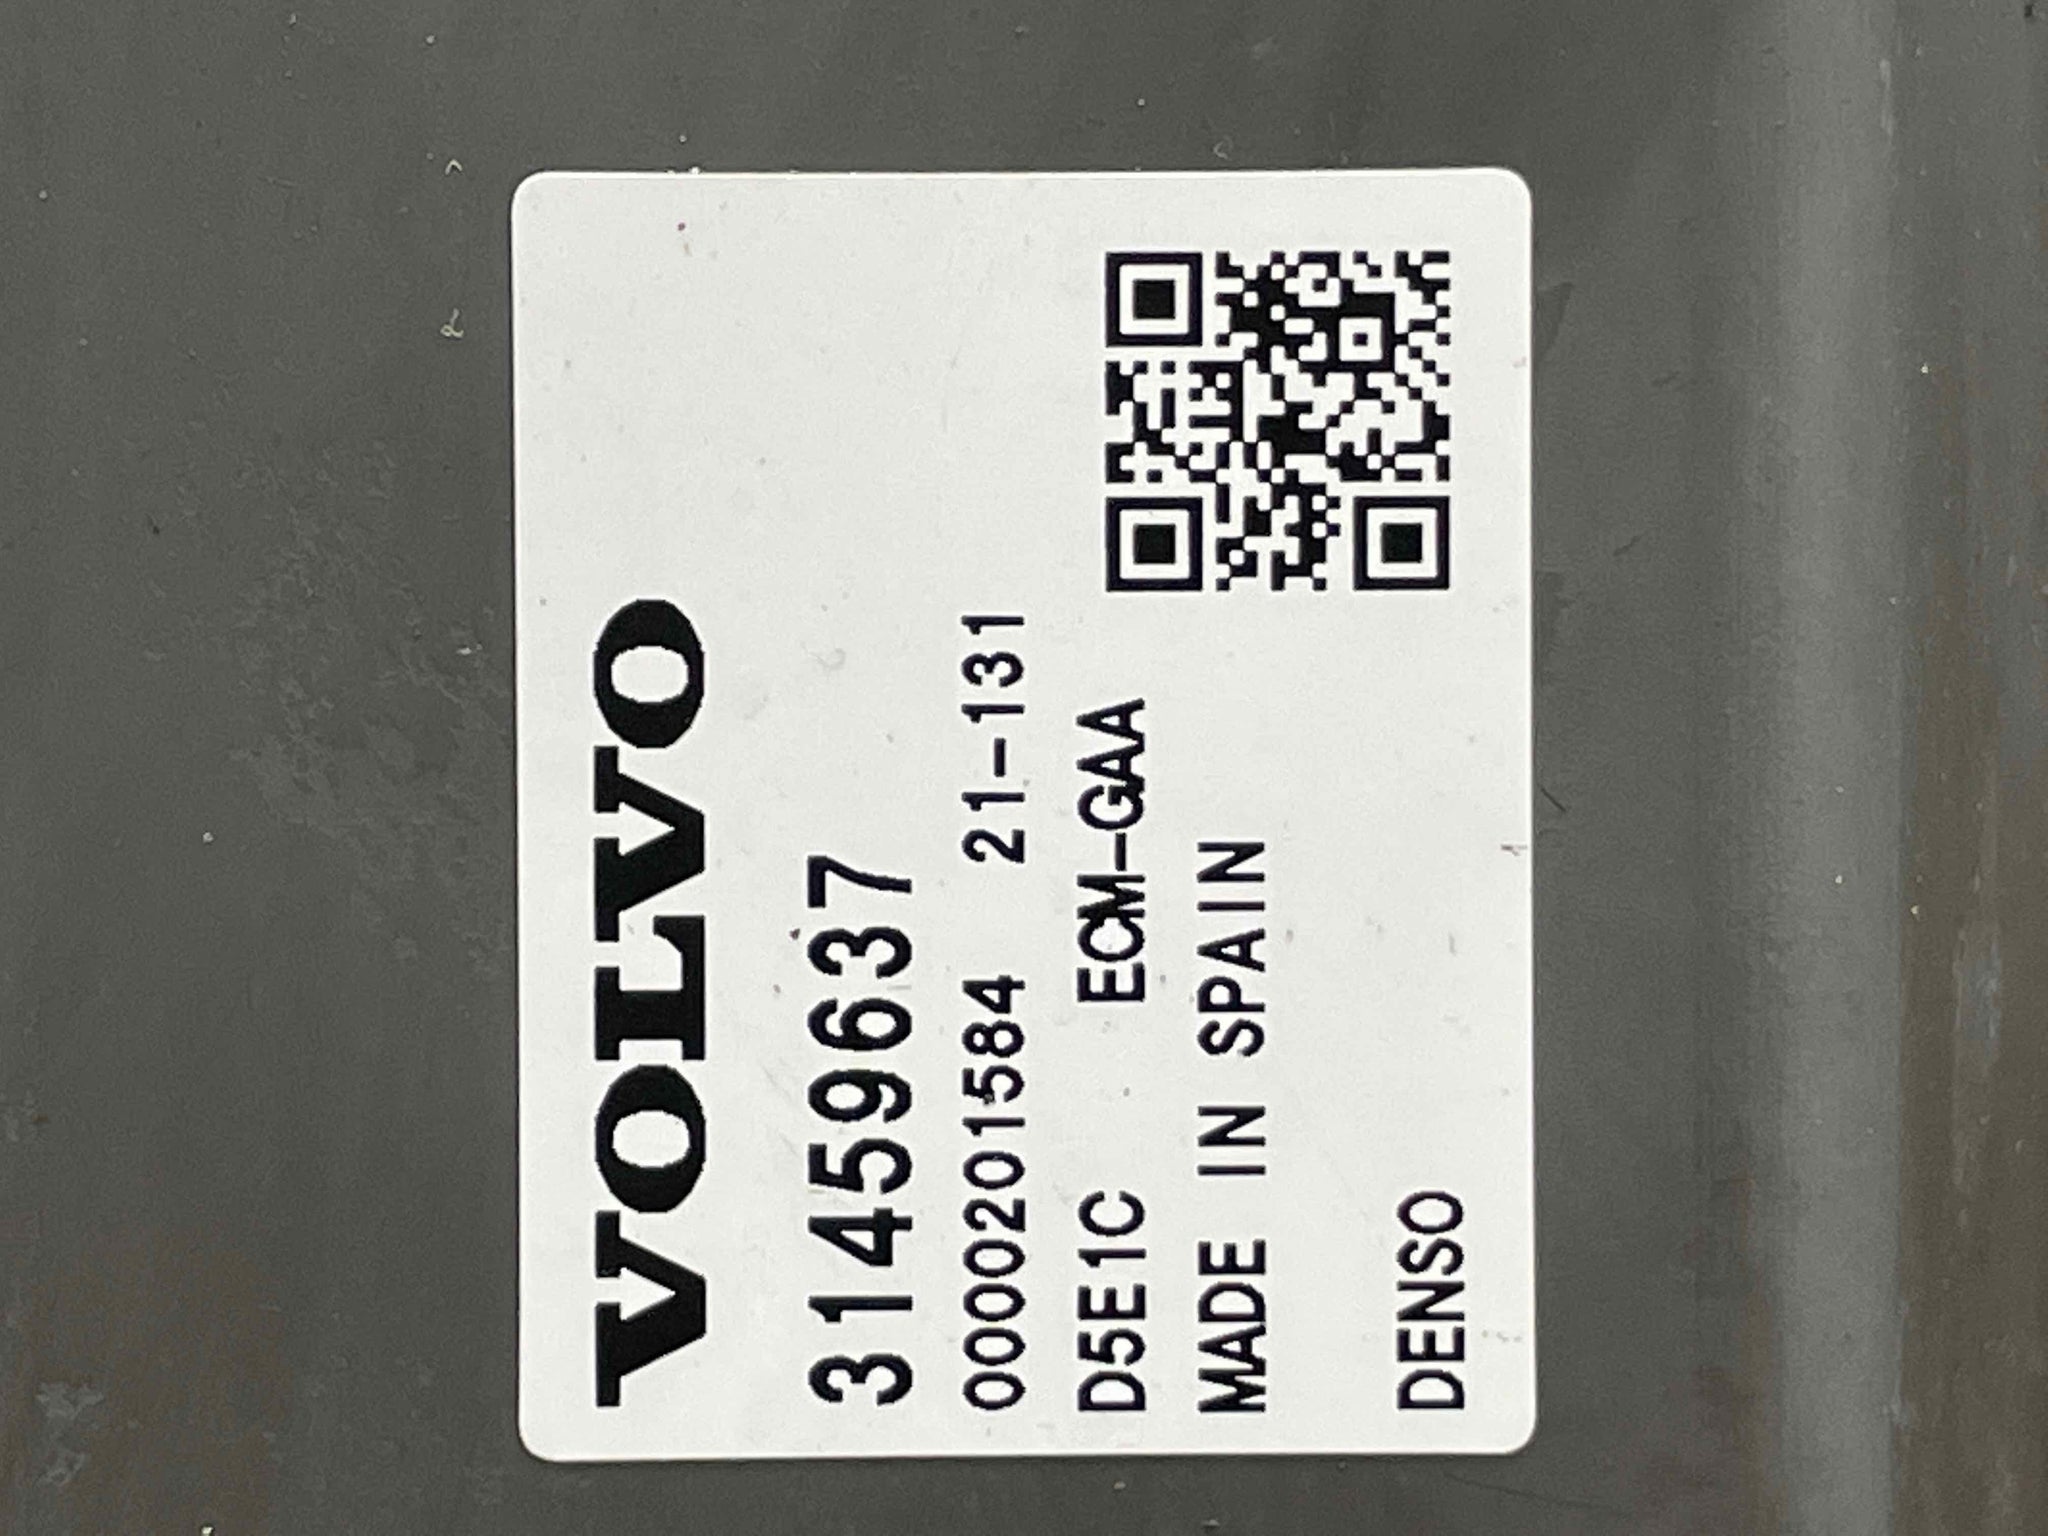 VOLVO
31459637
0000201584 21-131
D5E1C ECM-GAA
MADE IN SPAIN
DENSO